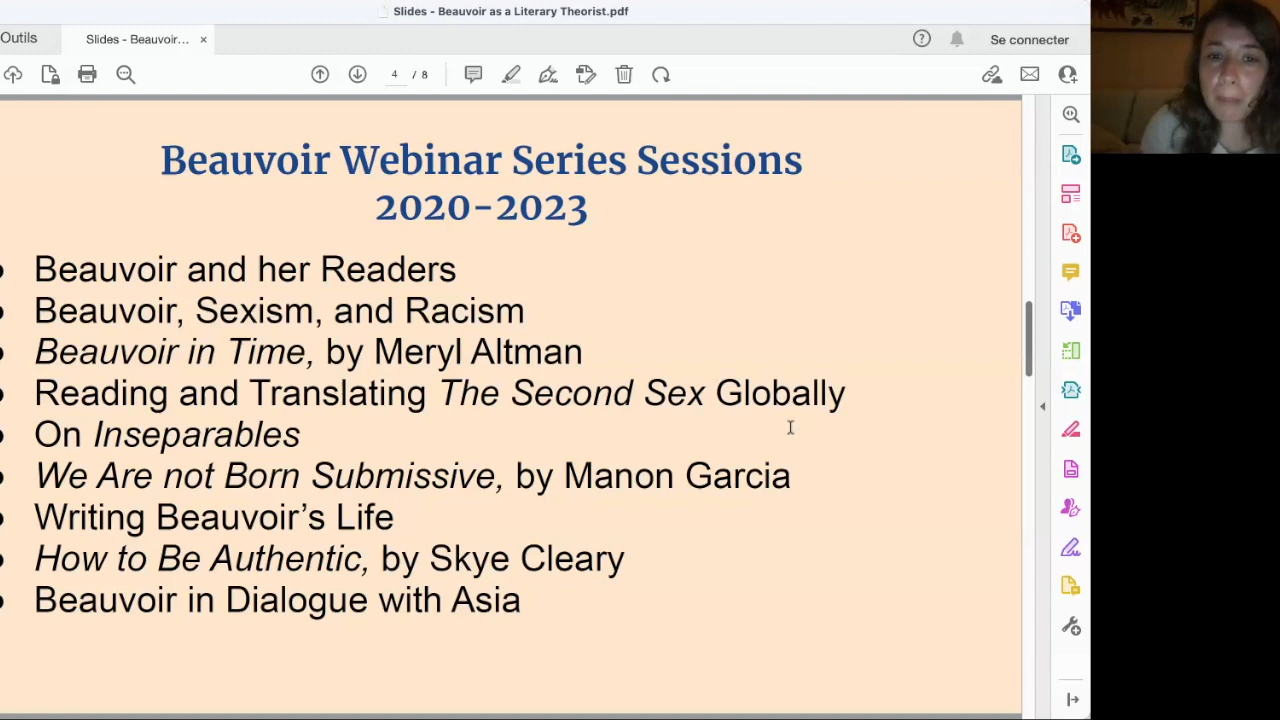 Slides - Beauvoir as a Literary Theorist.pdf
Outils
Slides - Beauvoir... ×
Se connecter
4 / 8
Beauvoir Webinar Series Sessions
2020-2023
• Beauvoir and her Readers
• Beauvoir, Sexism, and Racism
• Beauvoir in Time, by Meryl Altman
• Reading and Translating The Second Sex Globally
• On Inseparables
• We Are not Born Submissive, by Manon Garcia
• Writing Beauvoir’s Life
• How to Be Authentic, by Skye Cleary
• Beauvoir in Dialogue with Asia